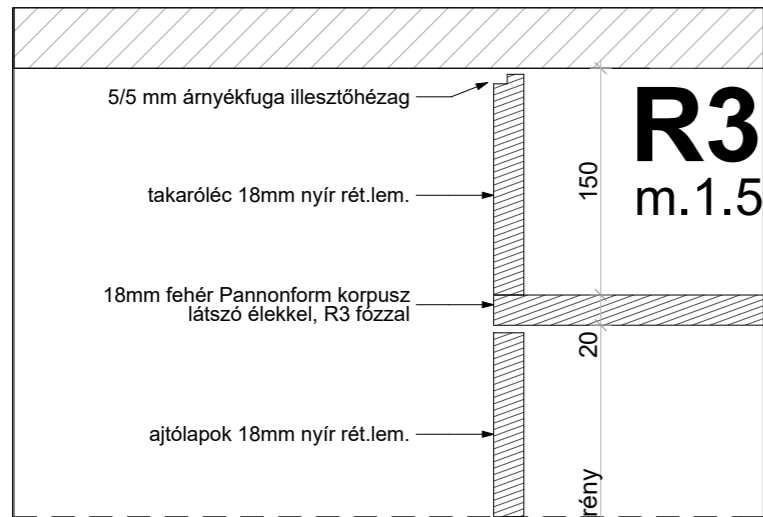 5/5 mm árnyékfuga illesztőhézag
R3
m.1.5
150
takaróléc 18mm nyír rét.lem.
18mm fehér Pannonform korpusz
látszó élekkel, R3 fózzal
20
ajtólapok 18mm nyír rét.lem.
rény